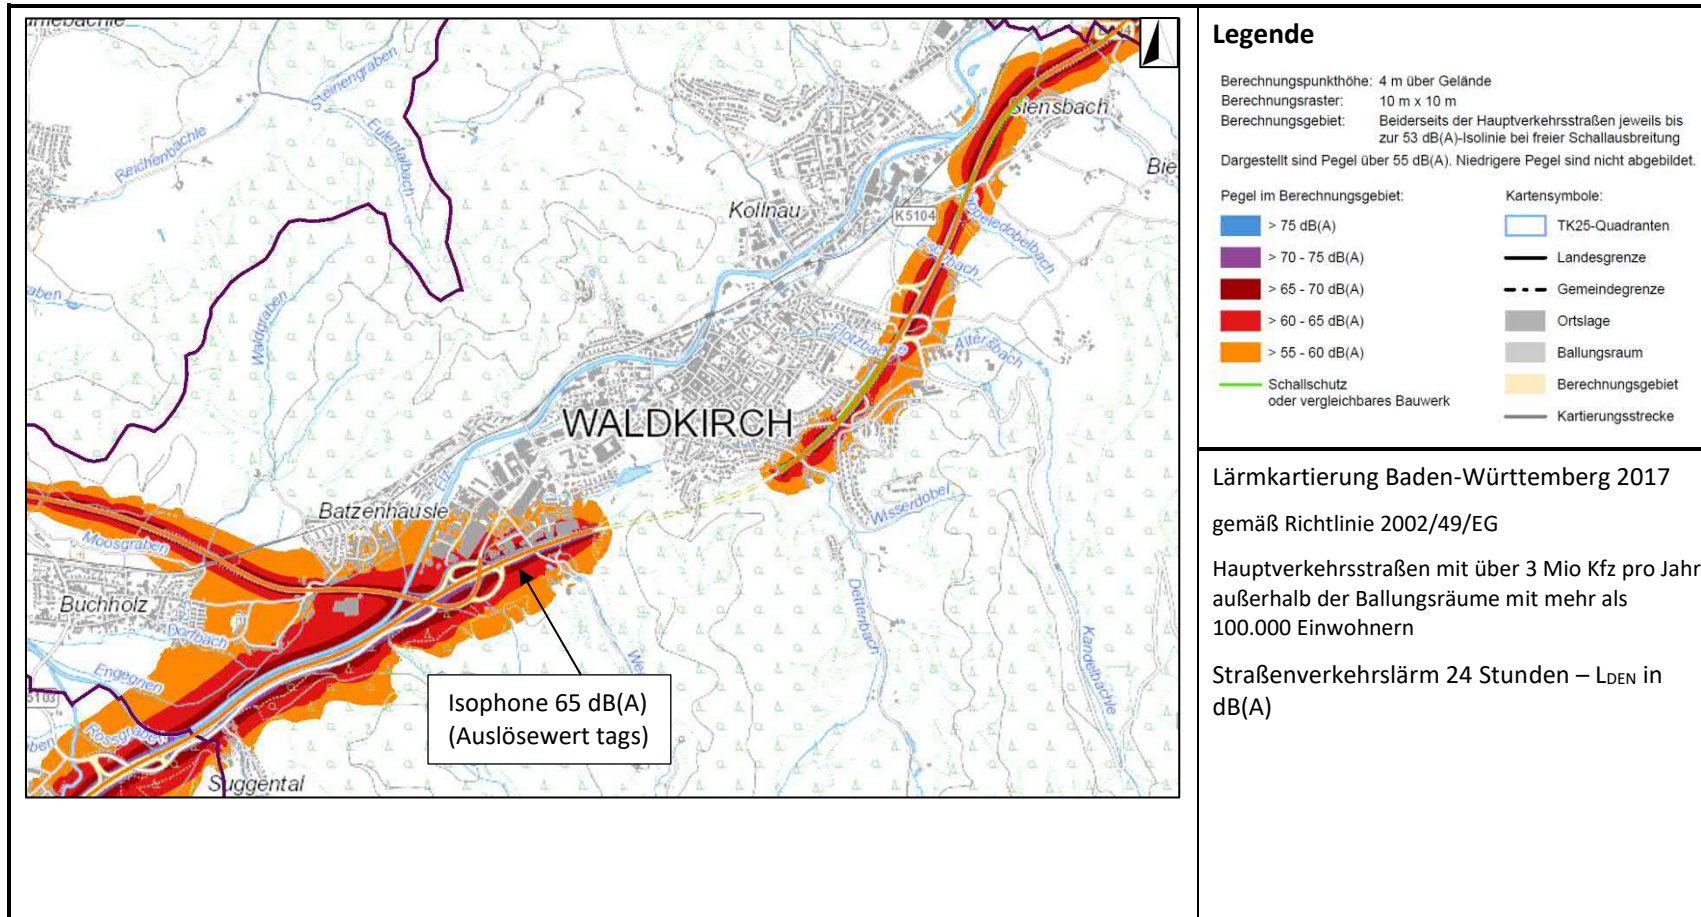 Steinengraben
Reichenbächle
Eulentalbach
Siensbach
Bie
Kollnau
K5104
Dobeledobelbach
Eschbach
Waldgraben
Altersbach
WALDKIRCH
Elz
Batzenhäusle
Wisserdobel
Moosgraben
Buchholz
Dorfbach
Dettenbach
Kandelbächle
Engegrien
5103
Rossgraben
Suggental
Isophone 65 dB(A)
(Auslösewert tags)
Legende
Berechnungspunkthöhe: 4 m über Gelände
Berechnungsraster: 10 m x 10 m
Berechnungsgebiet: Beiderseits der Hauptverkehrsstraßen jeweils bis
zur 53 dB(A)-Isolinie bei freier Schallausbreitung
Dargestellt sind Pegel über 55 dB(A). Niedrigere Pegel sind nicht abgebildet.
Pegel im Berechnungsgebiet: Kartensymbole:
> 75 dB(A) TK25-Quadranten
> 70 - 75 dB(A) Landesgrenze
> 65 - 70 dB(A) Gemeindegrenze
> 60 - 65 dB(A) Ortslage
> 55 - 60 dB(A) Ballungsraum
Schallschutz Berechnungsgebiet
oder vergleichbares Bauwerk Kartierungsstrecke
Lärmkartierung Baden-Württemberg 2017
gemäß Richtlinie 2002/49/EG
Hauptverkehrsstraßen mit über 3 Mio Kfz pro Jahr
außerhalb der Ballungsräume mit mehr als
100.000 Einwohnern
Straßenverkehrslärm 24 Stunden – LDEN in
dB(A)